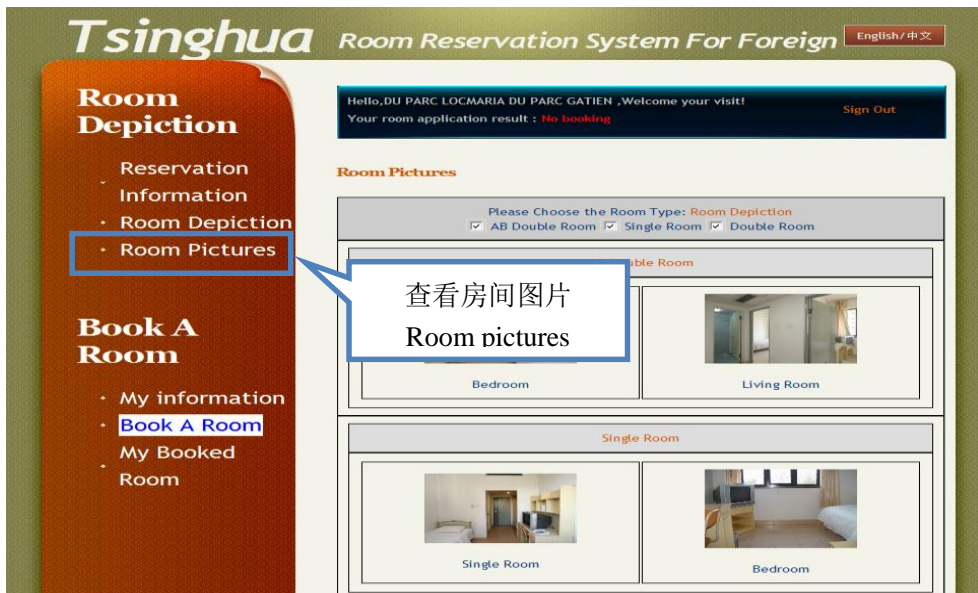 Tsinghua Room Reservation System For Foreign
English/中文
Room
Depiction
Reservation
Information
Room Depiction
Room Pictures
Book A
Room
My information
Book A Room
My Booked
Room
Hello,DU PARC LOCMARIA DU PARC GATIEN ,Welcome your visit!
Your room application result : No booking
Sign Out
Room Pictures
Please Choose the Room Type: Room Depiction
AB Double Room Single Room Double Room
Room
查看房间图片
Room pictures
Bedroom
Living Room
Single Room
Single Room
Bedroom